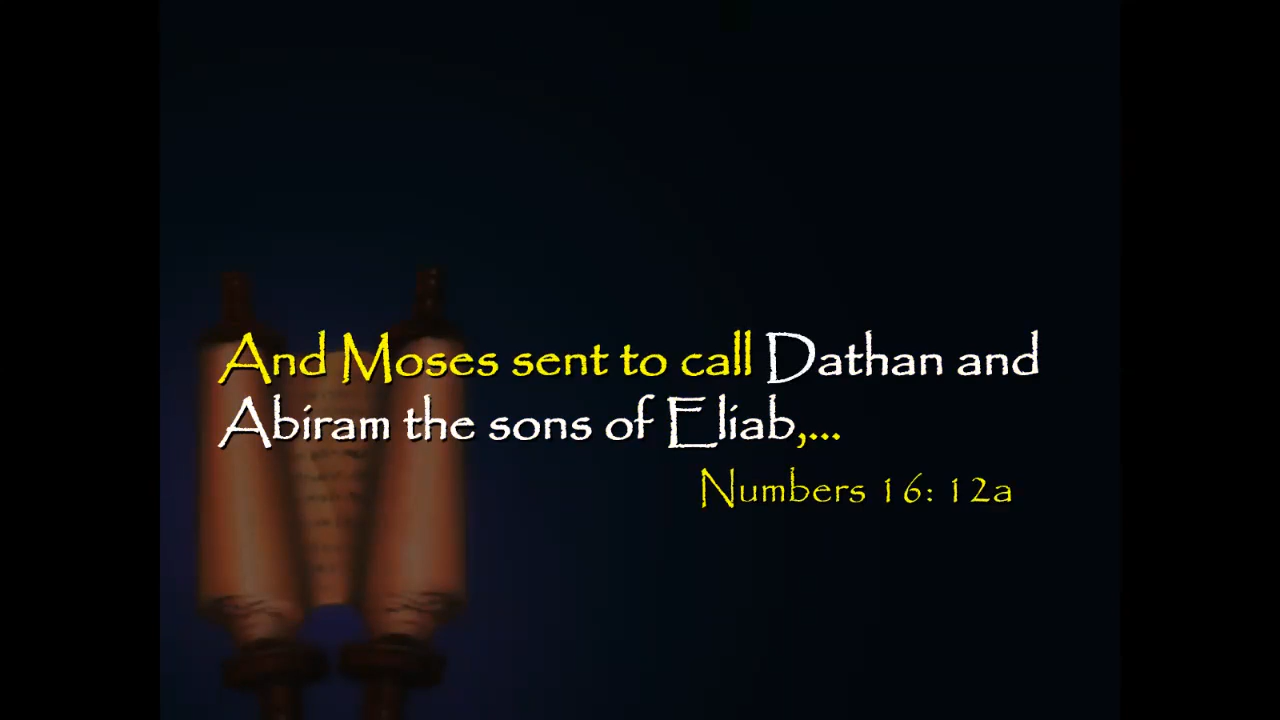 And Moses sent to call Dathan and
Abiram the sons of Eliab,...
Numbers 16: 12a